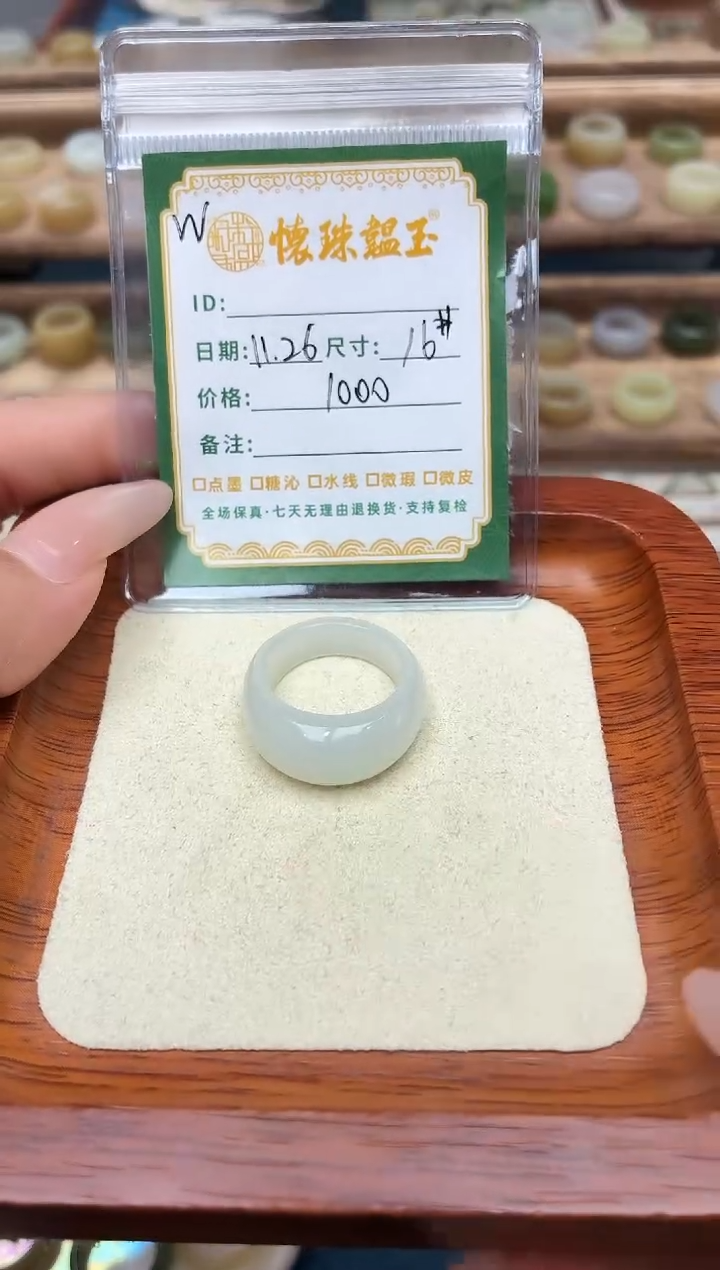 W 懷珠韞玉®
ID:
日期:11.26 尺寸:16#
价格:1000
备注:
□点墨 □糖沁 □水线 □微瑕 □微皮
全场保真·七天无理由退换货·支持复检